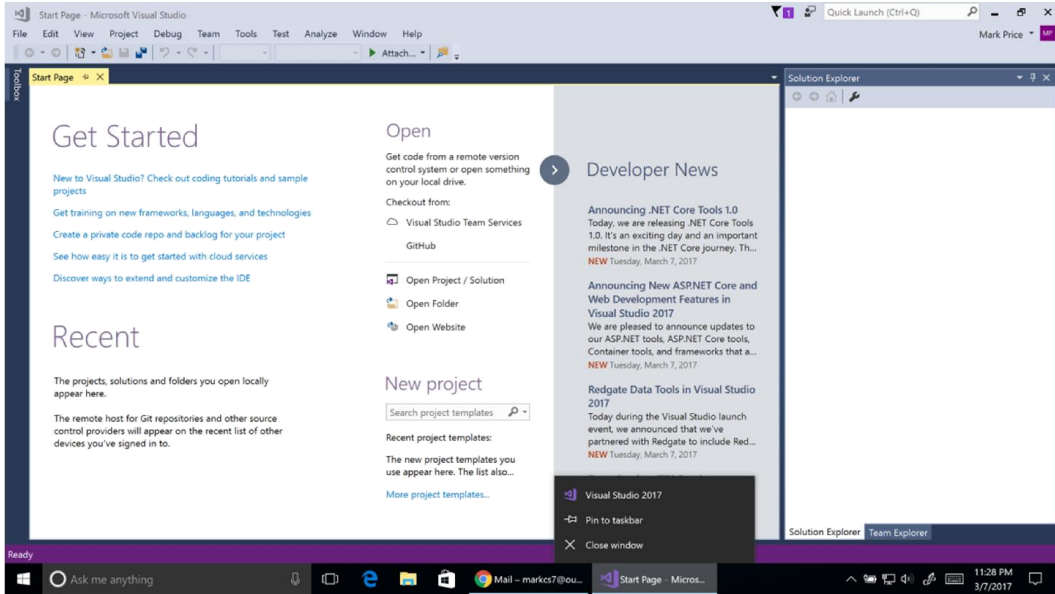 Start Page - Microsoft Visual Studio
1
Quick Launch (Ctrl+Q)
File Edit View Project Debug Team Tools Test Analyze Window Help
Mark Price
MP
Attach...
Toolbox
Start Page
Solution Explorer
Get Started
New to Visual Studio? Check out coding tutorials and sample
projects
Get training on new frameworks, languages, and technologies
Create a private code repo and backlog for your project
See how easy it is to get started with cloud services
Discover ways to extend and customize the IDE
Recent
The projects, solutions and folders you open locally
appear here.
The remote host for Git repositories and other source
control providers will appear on the recent list of other
devices you've signed in to.
Open
Get code from a remote version
control system or open something
on your local drive.
Checkout from:
Visual Studio Team Services
GitHub
Open Project / Solution
Open Folder
Open Website
New project
Search project templates
Recent project templates:
The new project templates you
use appear here. The list also...
More project templates...
Developer News
Announcing .NET Core Tools 1.0
Today, we are releasing .NET Core Tools
1.0. It's an exciting day and an important
milestone in the .NET Core journey. Th...
NEW Tuesday, March 7, 2017
Announcing New ASP.NET Core and
Web Development Features in
Visual Studio 2017
We are pleased to announce updates to
our ASP.NET tools, ASP.NET Core tools,
Container tools, and frameworks that a...
NEW Tuesday, March 7, 2017
Redgate Data Tools in Visual Studio
2017
Today during the Visual Studio launch
event, we announced that we've
partnered with Redgate to include Red...
NEW Tuesday, March 7, 2017
Visual Studio 2017
Pin to taskbar
Close window
Solution Explorer Team Explorer
Ready
Ask me anything
Mail – markcs7@ou...
Start Page - Micros...
11:28 PM
3/7/2017